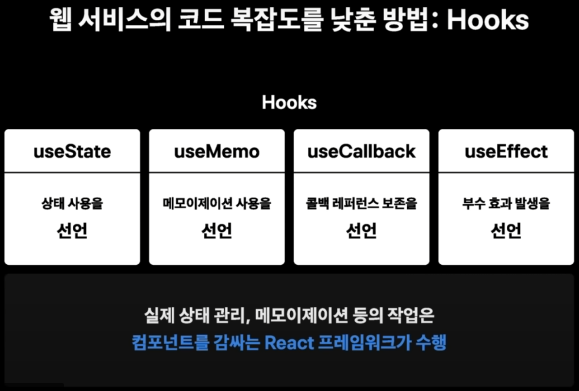 웹 서비스의 코드 복잡도를 낮춘 방법: Hooks
Hooks
useState
상태 사용을
선언
useMemo
메모이제이션 사용을
선언
useCallback
콜백 레퍼런스 보존을
선언
useEffect
부수 효과 발생을
선언
실제 상태 관리, 메모이제이션 등의 작업은
컴포넌트를 감싸는 React 프레임워크가 수행